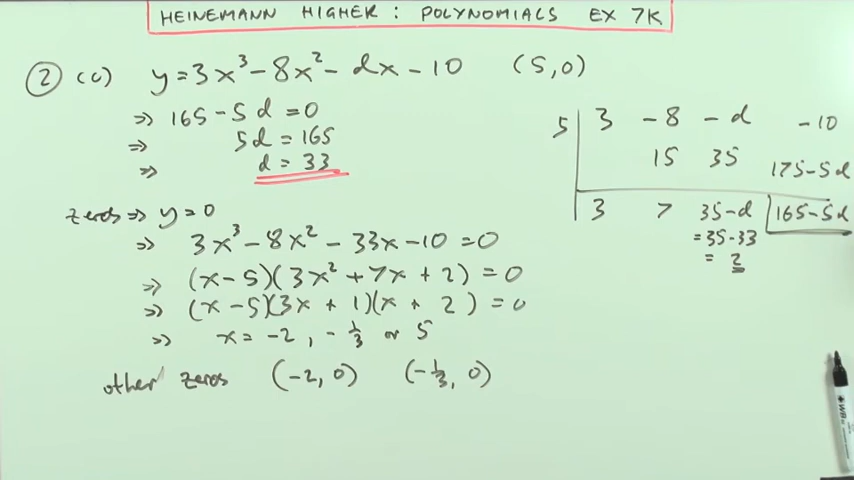 HEINEMANN HIGHER : POLYNOMIALS EX 7K
② (c) y = 3x³ - 8x² - dx - 10 (5,0)
⇒ 165 - 5d = 0
⇒ 5d = 165
⇒ d = 33
5 | 3 -8 -d -10
15 35 175-5d
3 7 35-d 165-5d
= 35-33
= 2
zeros ⇒ y = 0
⇒ 3x³ - 8x² - 33x - 10 = 0
⇒ (x - 5)(3x² + 7x + 2) = 0
⇒ (x - 5)(3x + 1)(x + 2) = 0
⇒ x = -2, -1/3 or 5
other zeros (-2, 0) (-1/3, 0)